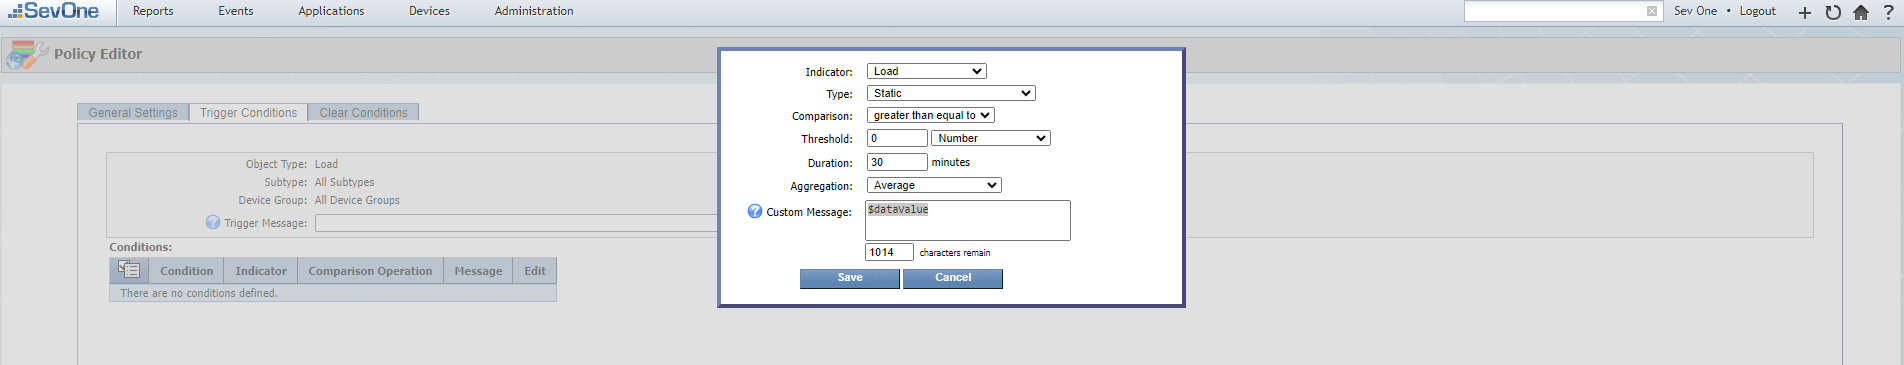 SevOne Reports Events Applications Devices Administration Sev One • Logout
Policy Editor
General Settings Trigger Conditions Clear Conditions
Object Type: Load
Subtype: All Subtypes
Device Group: All Device Groups
Trigger Message:
Conditions:
Condition Indicator Comparison Operation Message Edit
There are no conditions defined.
Indicator: Load
Type: Static
Comparison: greater than equal to
Threshold: 0 Number
Duration: 30 minutes
Aggregation: Average
Custom Message: $dataValue
1014 characters remain
Save Cancel